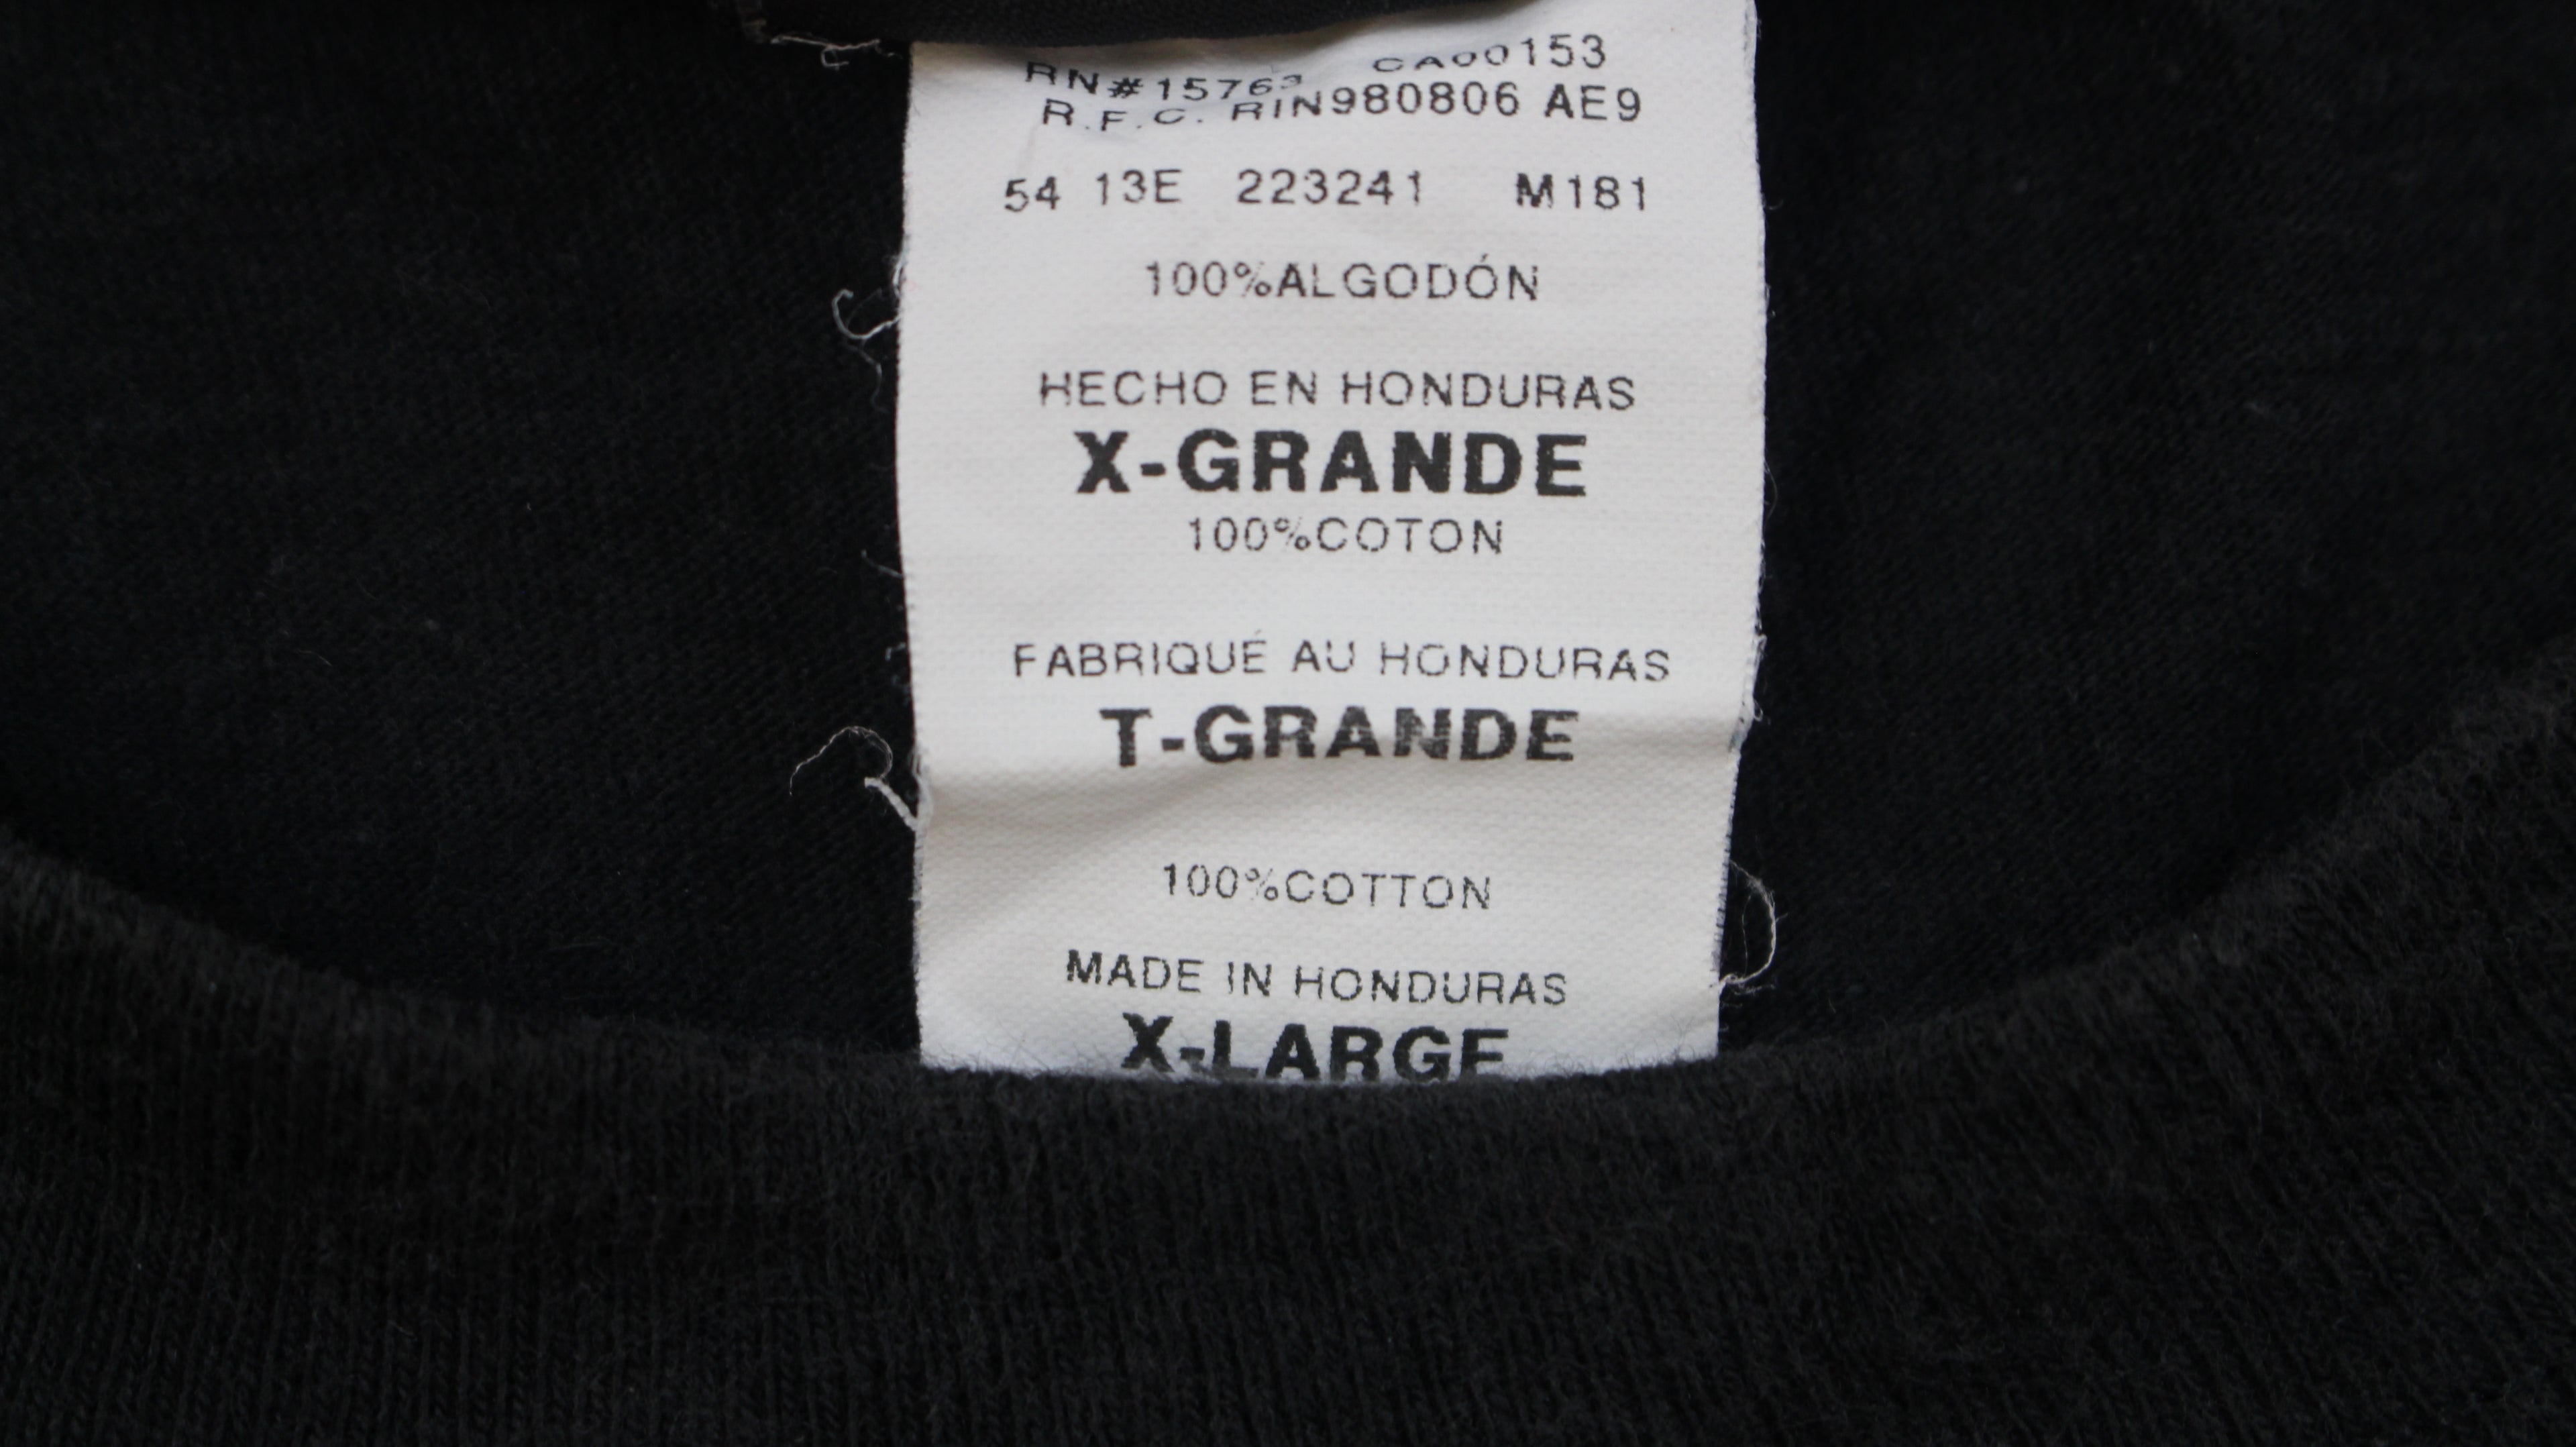 RN#15763 CA00153
R.F.C. RIN980806 AE9
54 13E 223241 M181
100%ALGODÓN
HECHO EN HONDURAS
X-GRANDE
100%COTON
FABRIQUÉ AU HONDURAS
T-GRANDE
100%COTTON
MADE IN HONDURAS
X-LARGE